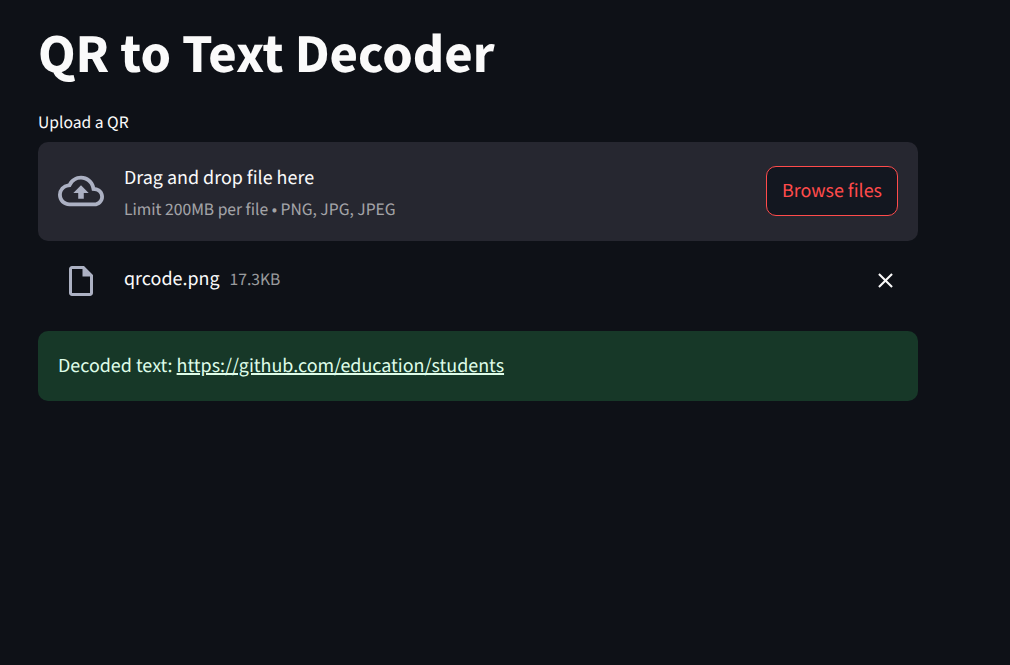 QR to Text Decoder
Upload a QR
Drag and drop file here
Limit 200MB per file • PNG, JPG, JPEG
Browse files
qrcode.png 17.3KB
Decoded text: https://github.com/education/students